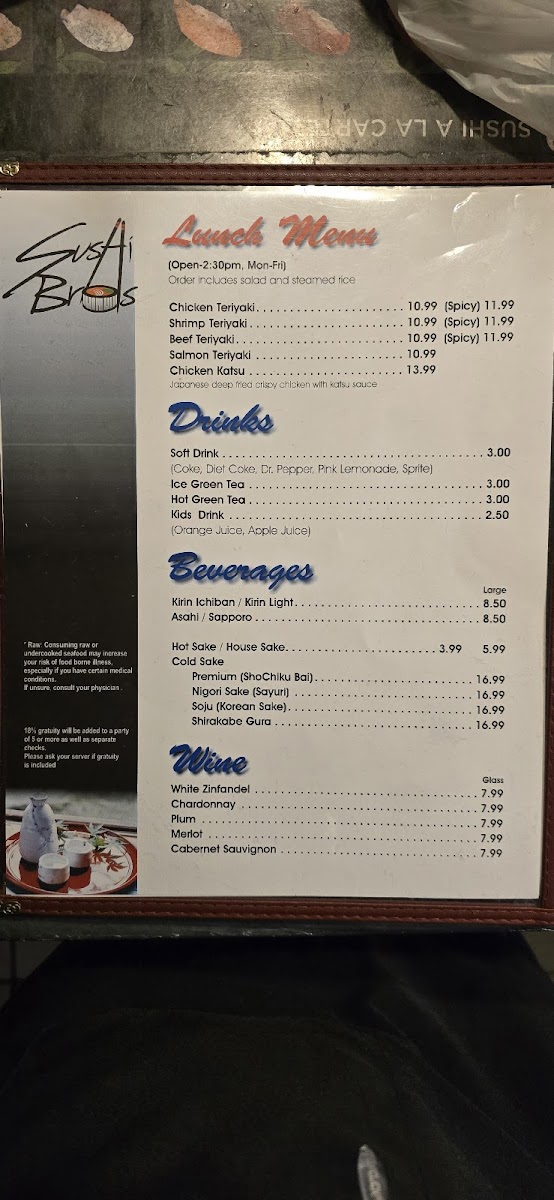 SUSHI A LA CARTE
Sushi
Bros
Lunch Menu
(Open-2:30pm, Mon-Fri)
Order includes salad and steamed rice
Chicken Teriyaki........................ 10.99 (Spicy) 11.99
Shrimp Teriyaki......................... 10.99 (Spicy) 11.99
Beef Teriyaki........................... 10.99 (Spicy) 11.99
Salmon Teriyaki ........................ 10.99
Chicken Katsu .......................... 13.99
Japanese deep fried crispy chicken with katsu sauce
Drinks
Soft Drink ........................................ 3.00
(Coke, Diet Coke, Dr. Pepper, Pink Lemonade, Sprite)
Ice Green Tea ..................................... 3.00
Hot Green Tea ..................................... 3.00
Kids Drink ........................................ 2.50
(Orange Juice, Apple Juice)
Beverages
Large
Kirin Ichiban / Kirin Light............................. 8.50
Asahi / Sapporo ................................... 8.50
Hot Sake / House Sake........................ 3.99 5.99
Cold Sake
Premium (ShoChiku Bai)......................... 16.99
Nigori Sake (Sayuri) ............................ 16.99
Soju (Korean Sake)............................. 16.99
Shirakabe Gura ................................ 16.99
Wine
Glass
White Zinfandel ................................... 7.99
Chardonnay ...................................... 7.99
Plum ............................................ 7.99
Merlot .......................................... 7.99
Cabernet Sauvignon ............................... 7.99
* Raw: Consuming raw or
undercooked seafood may increase
your risk of food borne illness,
especially if you have certain medical
conditions.
If unsure, consult your physician.
18% gratuity will be added to a party
of 5 or more as well as separate
checks.
Please ask your server if gratuity
is included